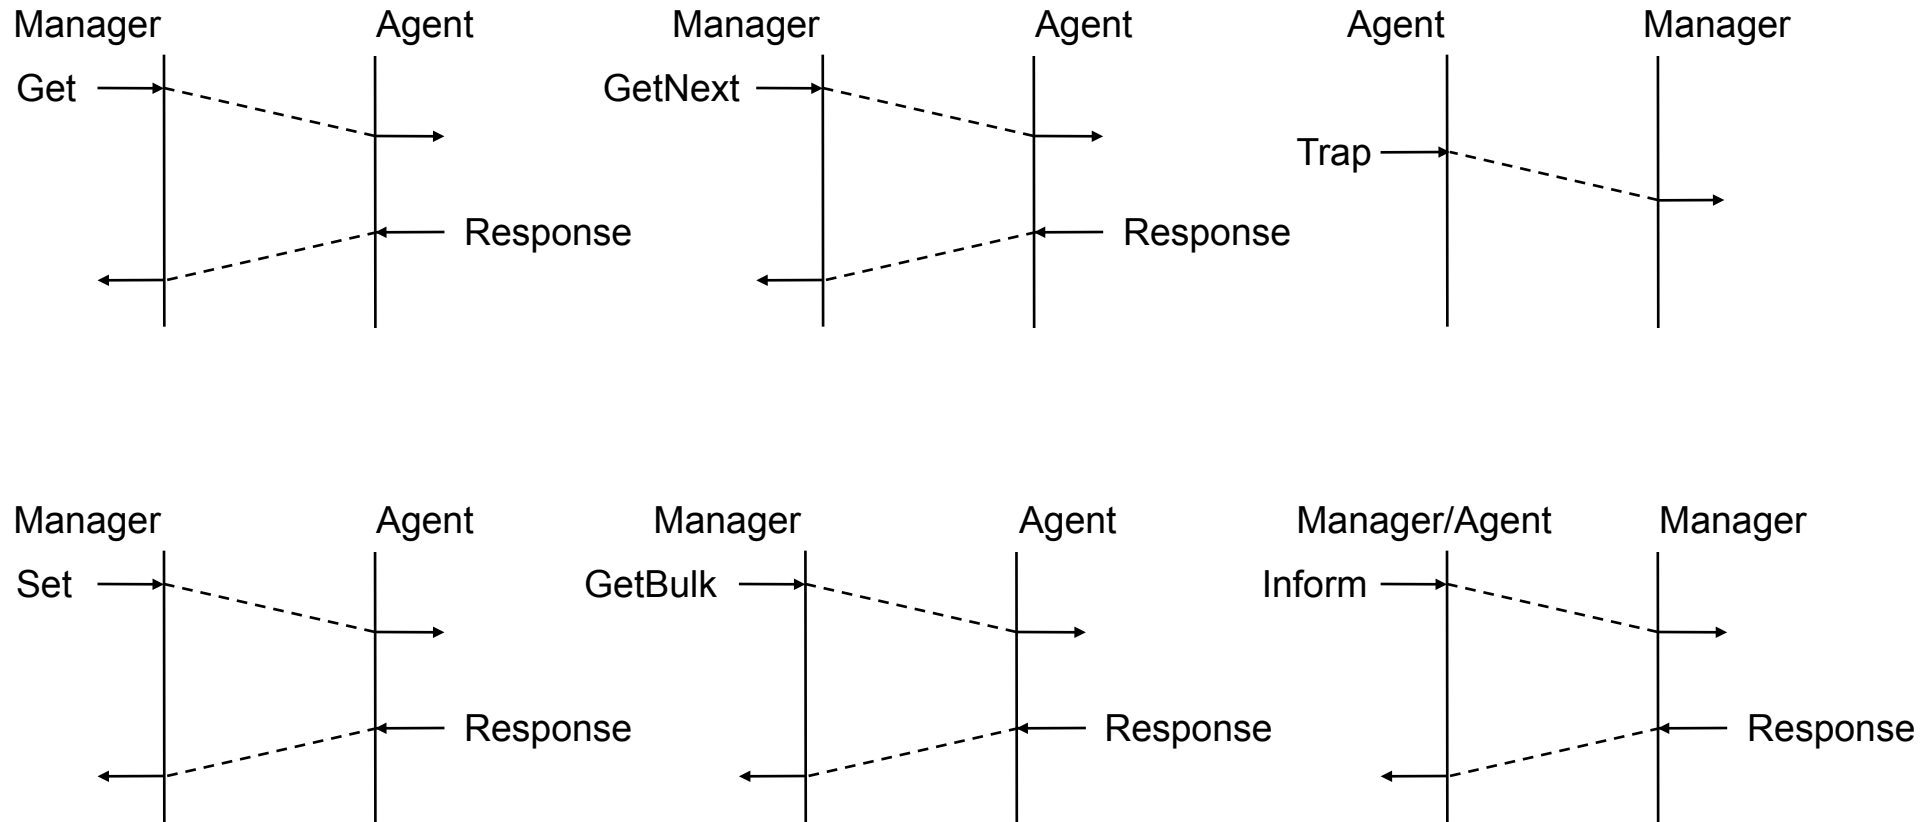 Manager Agent
Get
Response
Manager Agent
GetNext
Response
Agent Manager
Trap
Manager Agent
Set
Response
Manager Agent
GetBulk
Response
Manager/Agent Manager
Inform
Response